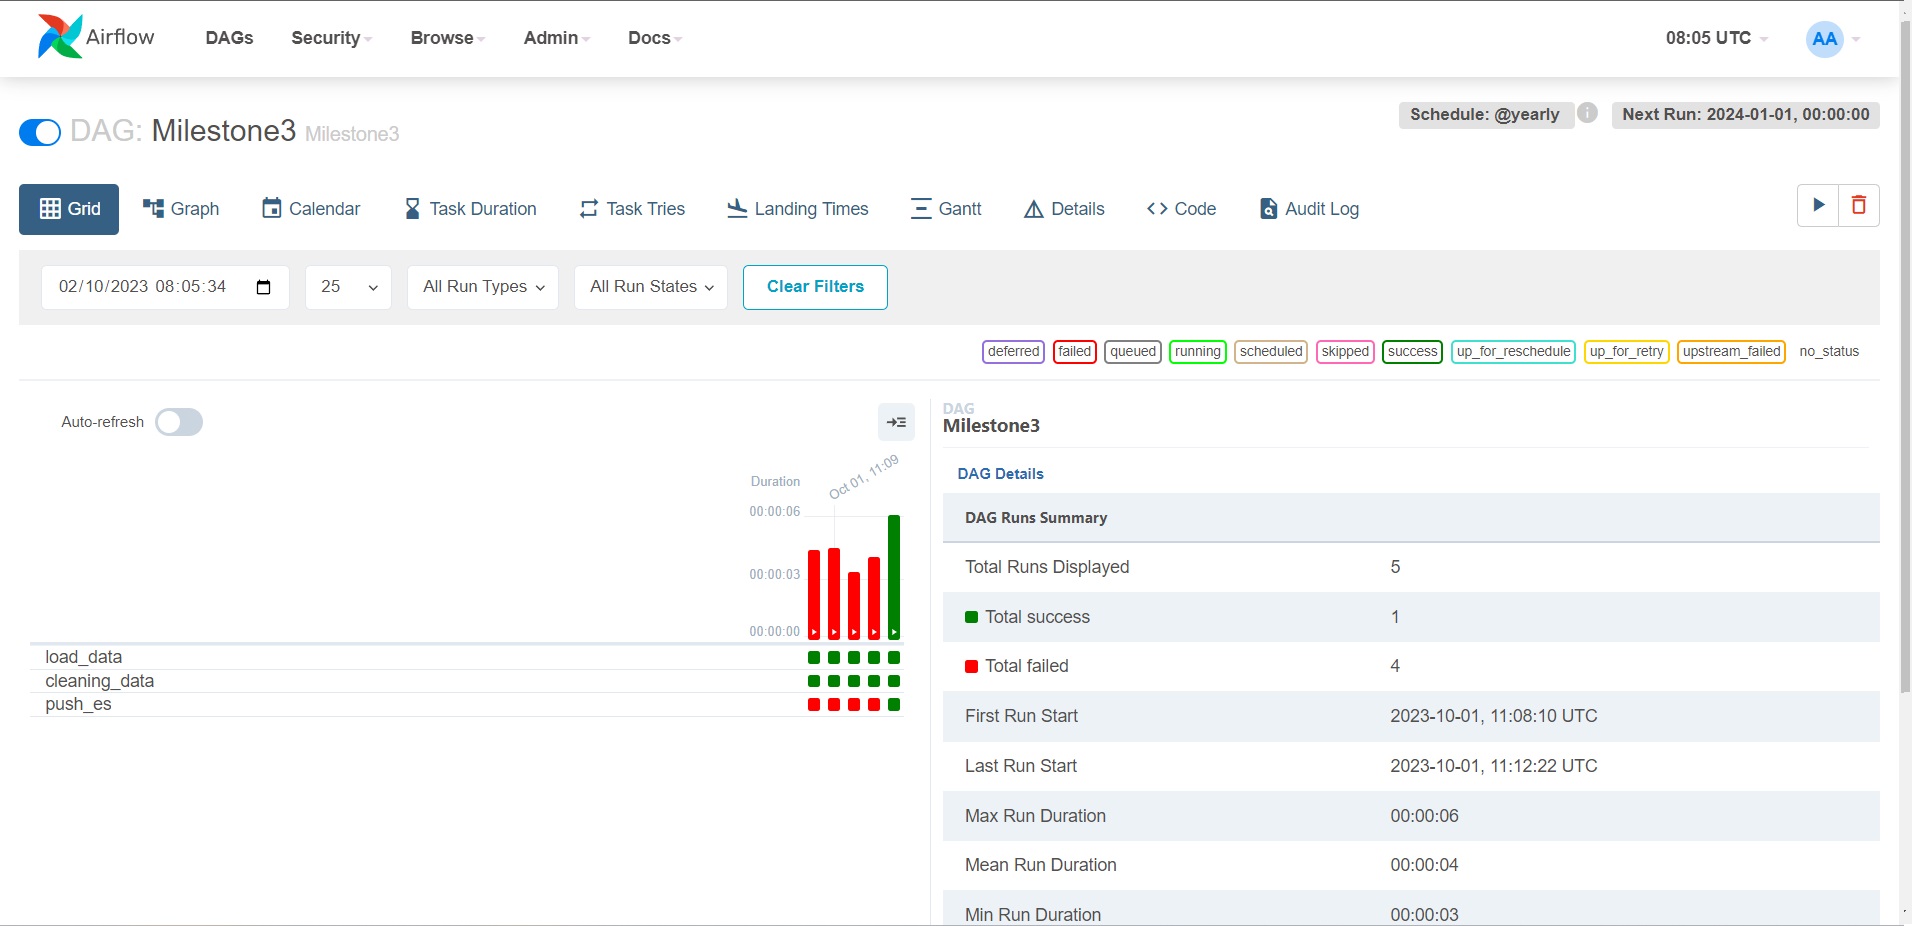 Airflow DAGs Security Browse Admin Docs 08:05 UTC AA
DAG: Milestone3 Milestone3
Schedule: @yearly i Next Run: 2024-01-01, 00:00:00
Grid Graph Calendar Task Duration Task Tries Landing Times Gantt Details Code Audit Log
02/10/2023 08:05:34 25 All Run Types All Run States Clear Filters
deferred failed queued running scheduled skipped success up_for_reschedule up_for_retry upstream_failed no_status
Auto-refresh
Duration
Oct 01, 11:09
00:00:06
00:00:03
00:00:00
load_data
cleaning_data
push_es
DAG
Milestone3
DAG Details
DAG Runs Summary
Total Runs Displayed 5
Total success 1
Total failed 4
First Run Start 2023-10-01, 11:08:10 UTC
Last Run Start 2023-10-01, 11:12:22 UTC
Max Run Duration 00:00:06
Mean Run Duration 00:00:04
Min Run Duration 00:00:03